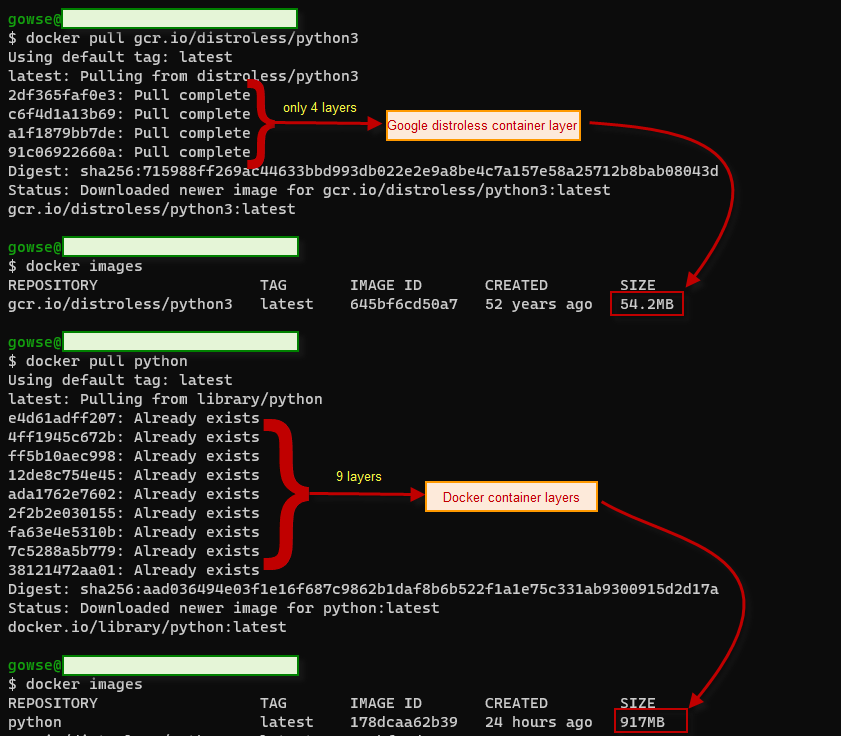 gowse@
$ docker pull gcr.io/distroless/python3
Using default tag: latest
latest: Pulling from distroless/python3
2df365faf0e3: Pull complete
c6f4d1a13b69: Pull complete
a1f1879bb7de: Pull complete
91c06922660a: Pull complete
only 4 layers
Google distroless container layer
Digest: sha256:715988ff269ac44633bbd993db022e2e9a8be4c7a157e58a25712b8bab08043d
Status: Downloaded newer image for gcr.io/distroless/python3:latest
gcr.io/distroless/python3:latest
gowse@
$ docker images
REPOSITORY TAG IMAGE ID CREATED SIZE
gcr.io/distroless/python3 latest 645bf6cd50a7 52 years ago 54.2MB
gowse@
$ docker pull python
Using default tag: latest
latest: Pulling from library/python
e4d61adff207: Already exists
4ff1945c672b: Already exists
ff5b10aec998: Already exists
12de8c754e45: Already exists
ada1762e7602: Already exists
2f2b2e030155: Already exists
fa63e4e5310b: Already exists
7c5288a5b779: Already exists
38121472aa01: Already exists
9 layers
Docker container layers
Digest: sha256:aad036494e03f1e16f687c9862b1daf8b6b522f1a1e75c331ab9300915d2d17a
Status: Downloaded newer image for python:latest
docker.io/library/python:latest
gowse@
$ docker images
REPOSITORY TAG IMAGE ID CREATED SIZE
python latest 178dcaa62b39 24 hours ago 917MB